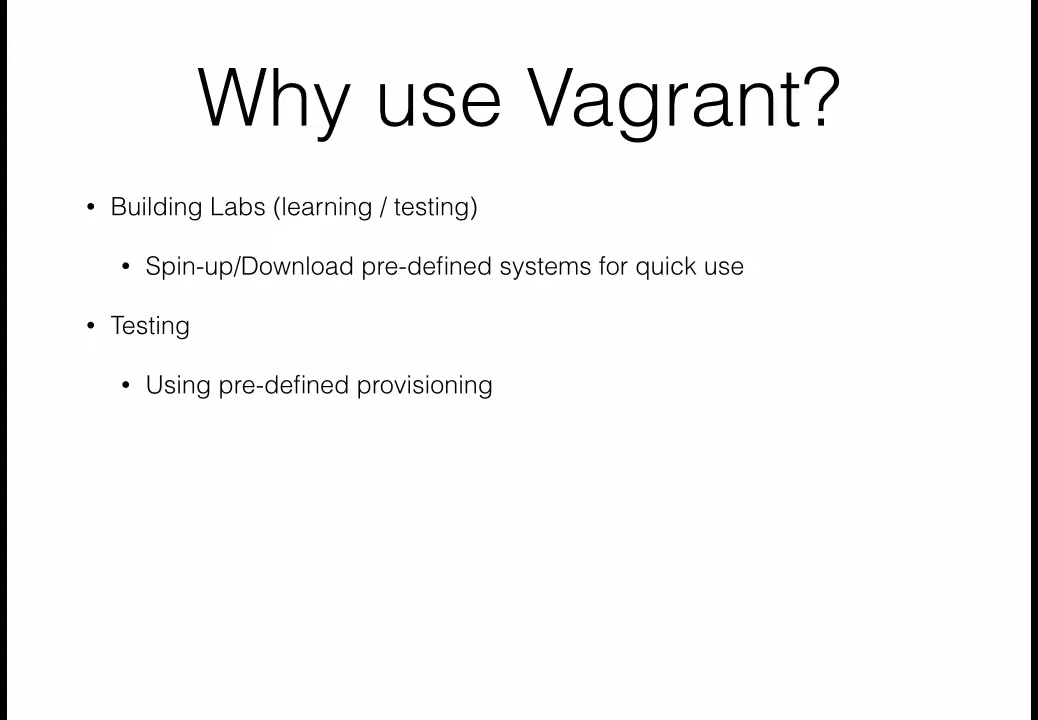 Why use Vagrant?
• Building Labs (learning / testing)
• Spin-up/Download pre-defined systems for quick use
• Testing
• Using pre-defined provisioning